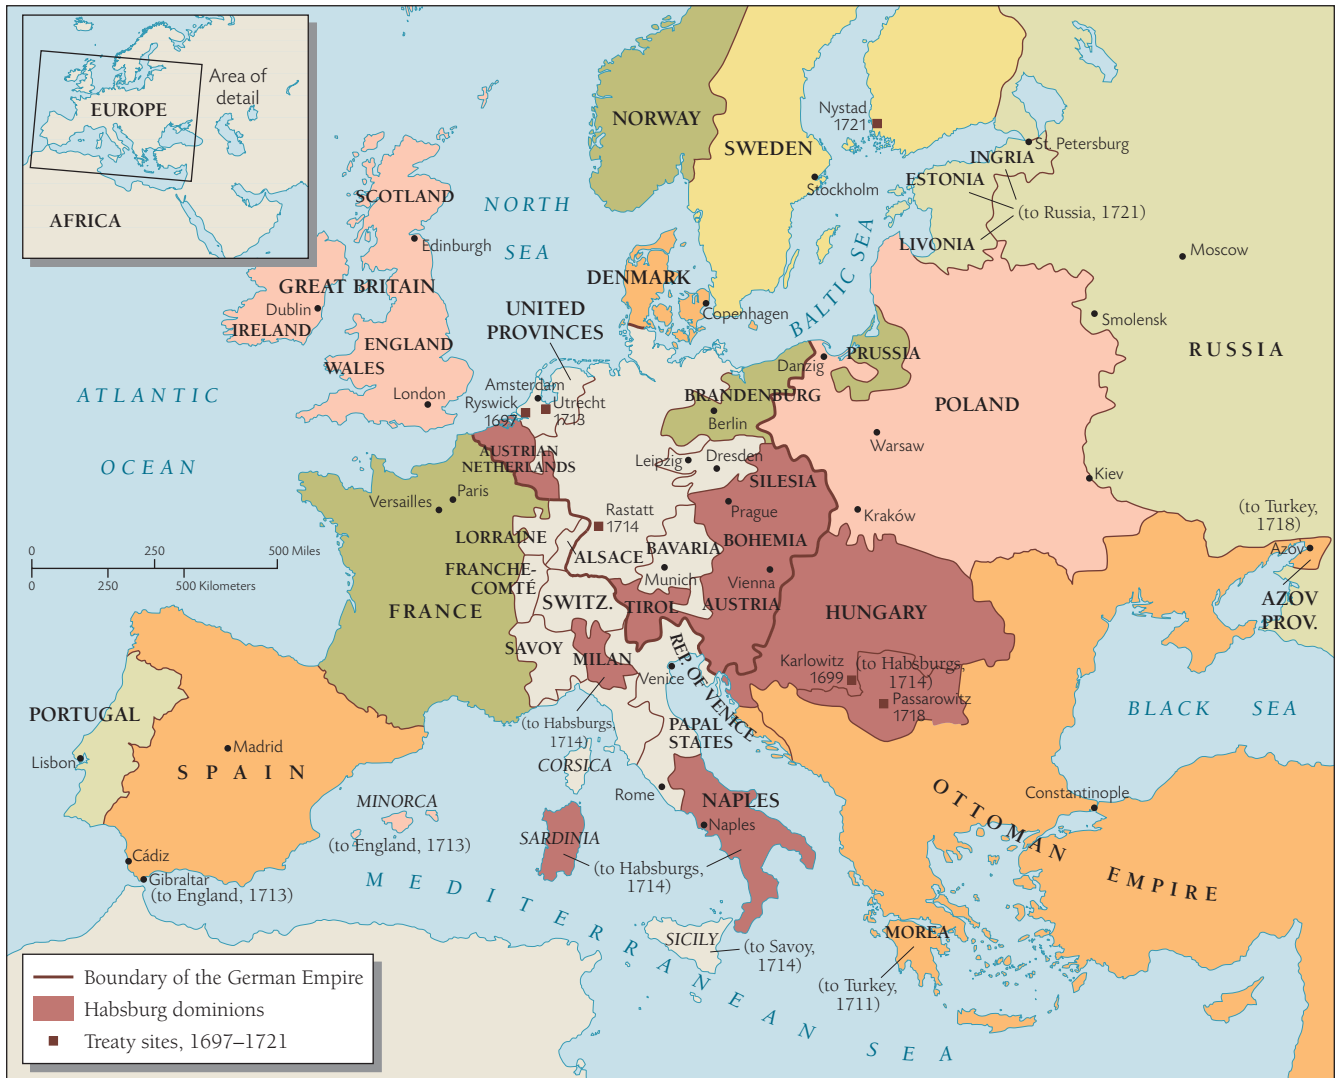 Area of
detail
EUROPE
AFRICA
NORWAY
SWEDEN
Nystad
1721
St. Petersburg
INGRIA
ESTONIA
Stockholm
(to Russia, 1721)
LIVONIA
Moscow
SCOTLAND
NORTH
SEA
Edinburgh
DENMARK
BALTIC SEA
GREAT BRITAIN
Dublin
IRELAND
UNITED
PROVINCES
Copenhagen
Smolensk
RUSSIA
ENGLAND
WALES
London
Danzig
PRUSSIA
ATLANTIC
OCEAN
Amsterdam
Ryswick
1697
Utrecht
1713
BRANDENBURG
Berlin
POLAND
Warsaw
AUSTRIAN
NETHERLANDS
Leipzig
Dresden
SILESIA
Kiev
Paris
Versailles
Rastatt
1714
Prague
Kraków
(to Turkey,
1718)
Azov
LORRAINE
ALSACE
BAVARIA
BOHEMIA
0
250
500 Miles
0
250
500 Kilometers
FRANCHE-
COMTÉ
Munich
Vienna
FRANCE
SWITZ.
TIROL
AUSTRIA
HUNGARY
AZOV
PROV.
SAVOY
MILAN
REP. OF VENICE
Venice
Karlowitz
1699
(to Habsburgs,
1714)
Passarowitz
1718
PORTUGAL
Lisbon
Madrid
SPAIN
(to Habsburgs,
1714)
PAPAL
STATES
BLACK SEA
CORSICA
MINORCA
(to England, 1713)
Rome
NAPLES
Naples
Constantinople
OTTOMAN
EMPIRE
SARDINIA
(to Habsburgs,
1714)
Cádiz
Gibraltar
(to England, 1713)
MEDITERRANEAN SEA
SICILY
(to Savoy,
1714)
MOREA
(to Turkey,
1711)
Boundary of the German Empire
Habsburg dominions
Treaty sites, 1697–1721